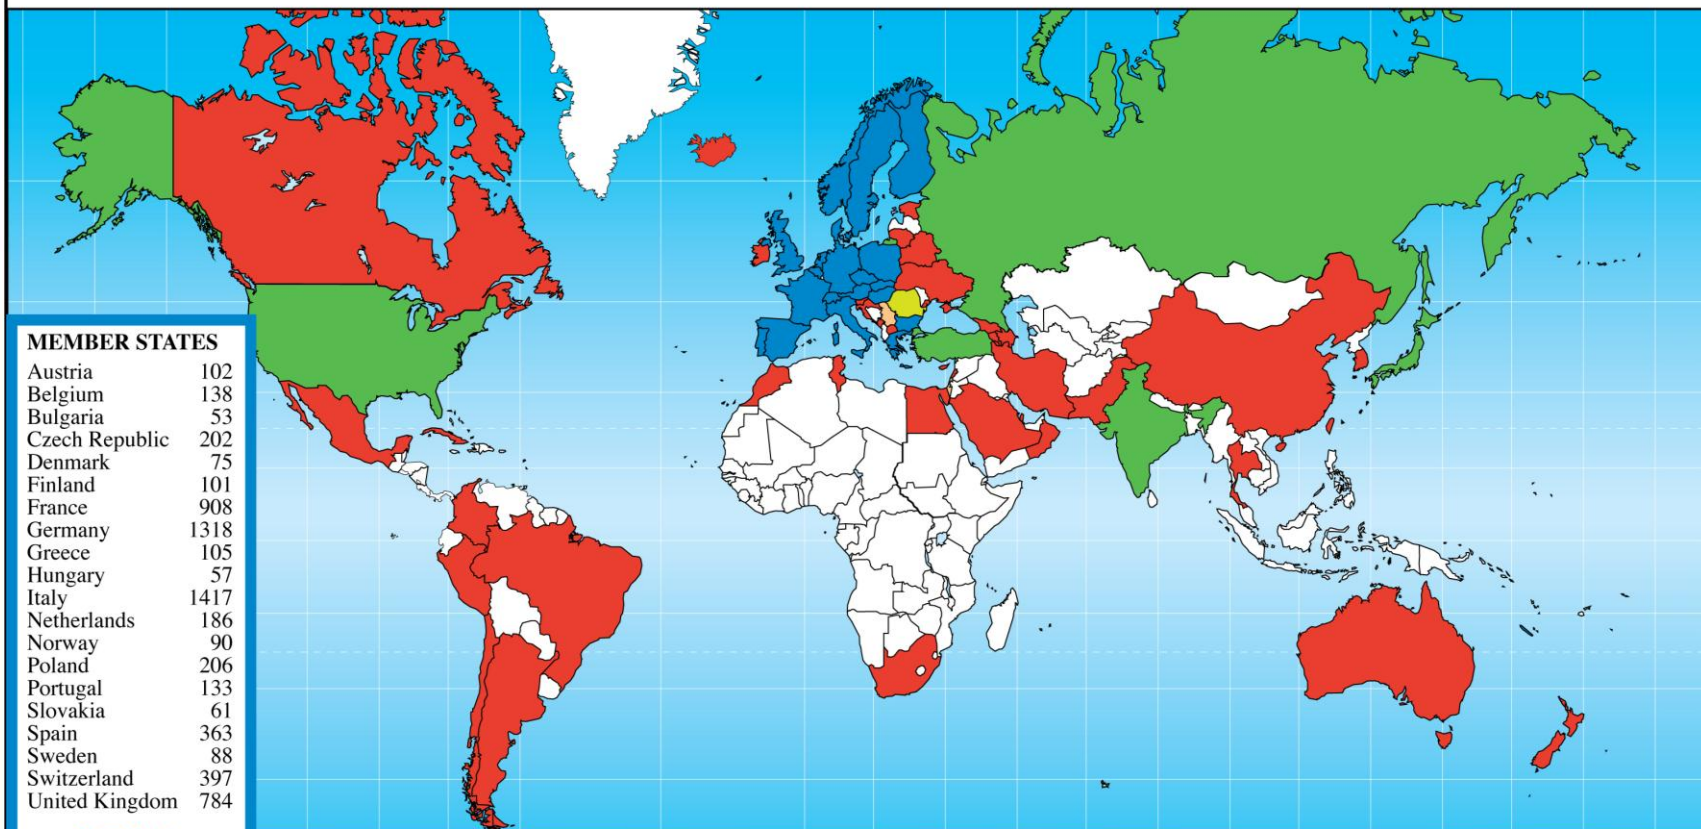 MEMBER STATES
Austria 102
Belgium 138
Bulgaria 53
Czech Republic 202
Denmark 75
Finland 101
France 908
Germany 1318
Greece 105
Hungary 57
Italy 1417
Netherlands 186
Norway 90
Poland 206
Portugal 133
Slovakia 61
Spain 363
Sweden 88
Switzerland 397
United Kingdom 784